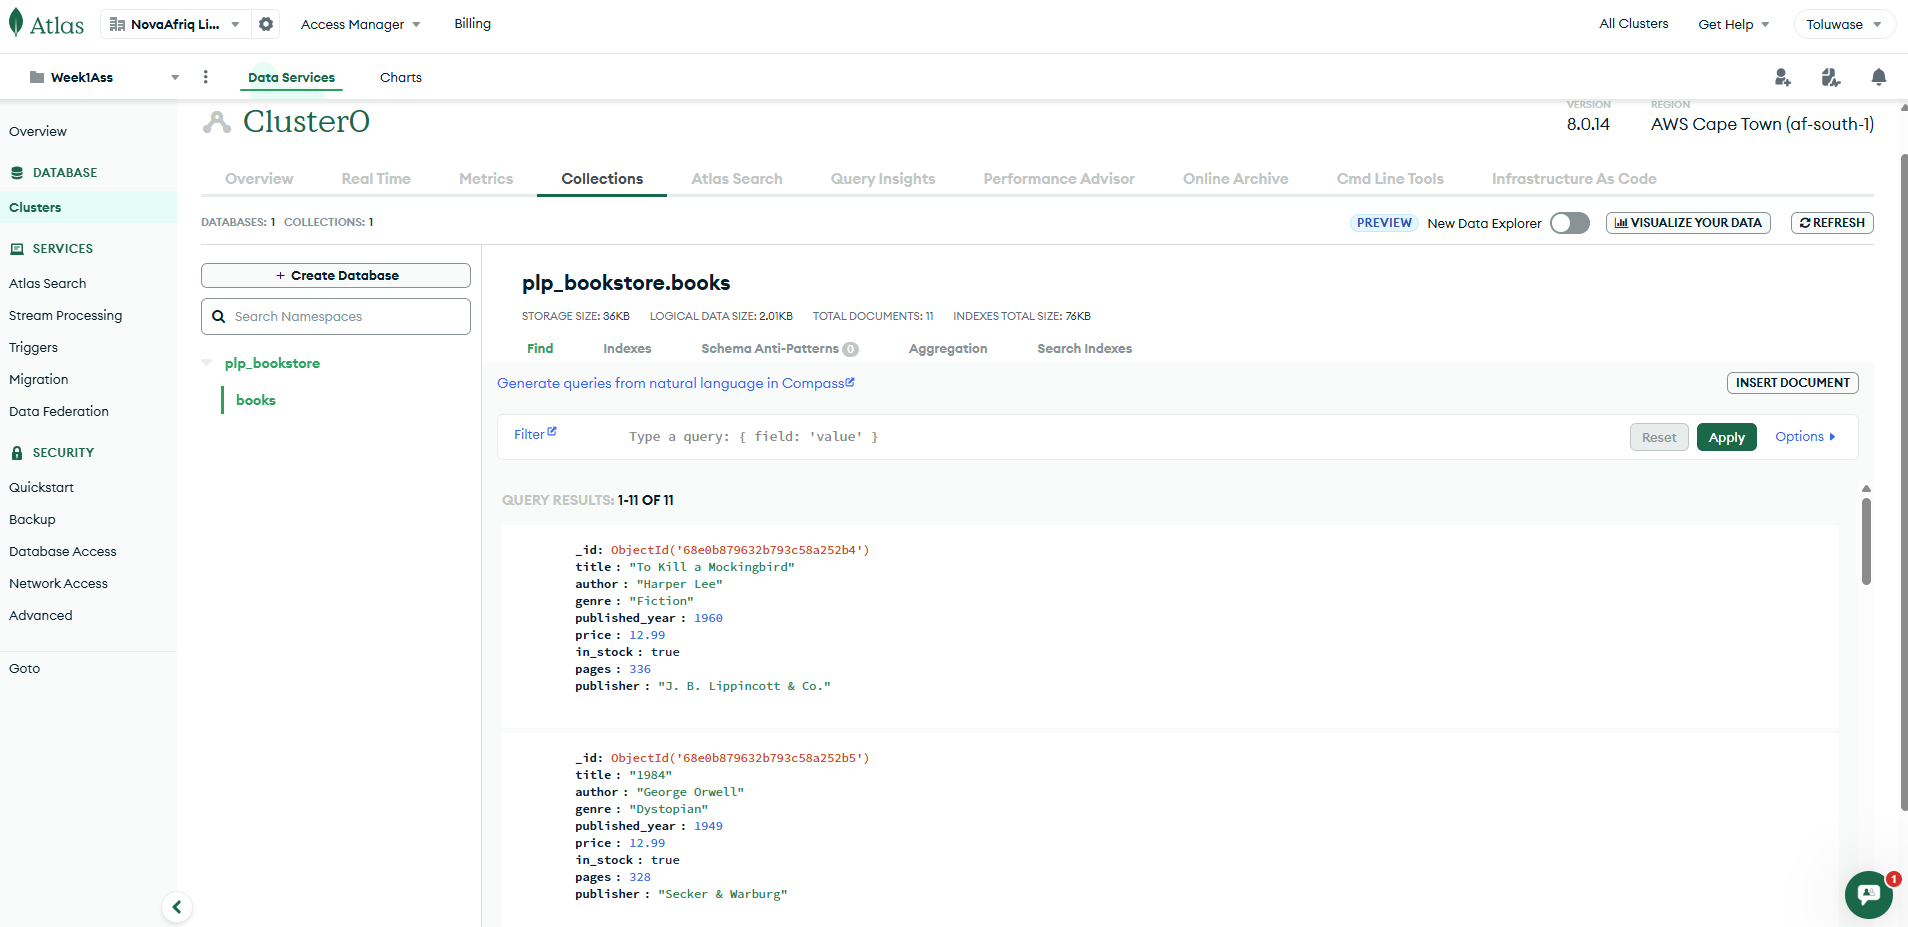 Atlas
NovaAfriq Li...
Access Manager
Billing
All Clusters
Get Help
Toluwase
Week1Ass
Data Services
Charts
Overview
DATABASE
Clusters
SERVICES
Atlas Search
Stream Processing
Triggers
Migration
Data Federation
SECURITY
Quickstart
Backup
Database Access
Network Access
Advanced
Goto
Cluster0
VERSION
8.0.14
REGION
AWS Cape Town (af-south-1)
Overview
Real Time
Metrics
Collections
Atlas Search
Query Insights
Performance Advisor
Online Archive
Cmd Line Tools
Infrastructure As Code
DATABASES: 1 COLLECTIONS: 1
PREVIEW New Data Explorer
VISUALIZE YOUR DATA
REFRESH
+ Create Database
Search Namespaces
plp_bookstore
books
plp_bookstore.books
STORAGE SIZE: 36KB LOGICAL DATA SIZE: 2.01KB TOTAL DOCUMENTS: 11 INDEXES TOTAL SIZE: 76KB
Find
Indexes
Schema Anti-Patterns 0
Aggregation
Search Indexes
Generate queries from natural language in Compass
INSERT DOCUMENT
Filter
Type a query: { field: 'value' }
Reset
Apply
Options
QUERY RESULTS: 1-11 OF 11
_id: ObjectId('68e0b879632b793c58a252b4')
title : "To Kill a Mockingbird"
author : "Harper Lee"
genre : "Fiction"
published_year : 1960
price : 12.99
in_stock : true
pages : 336
publisher : "J. B. Lippincott & Co."
_id: ObjectId('68e0b879632b793c58a252b5')
title : "1984"
author : "George Orwell"
genre : "Dystopian"
published_year : 1949
price : 12.99
in_stock : true
pages : 328
publisher : "Secker & Warburg"
1